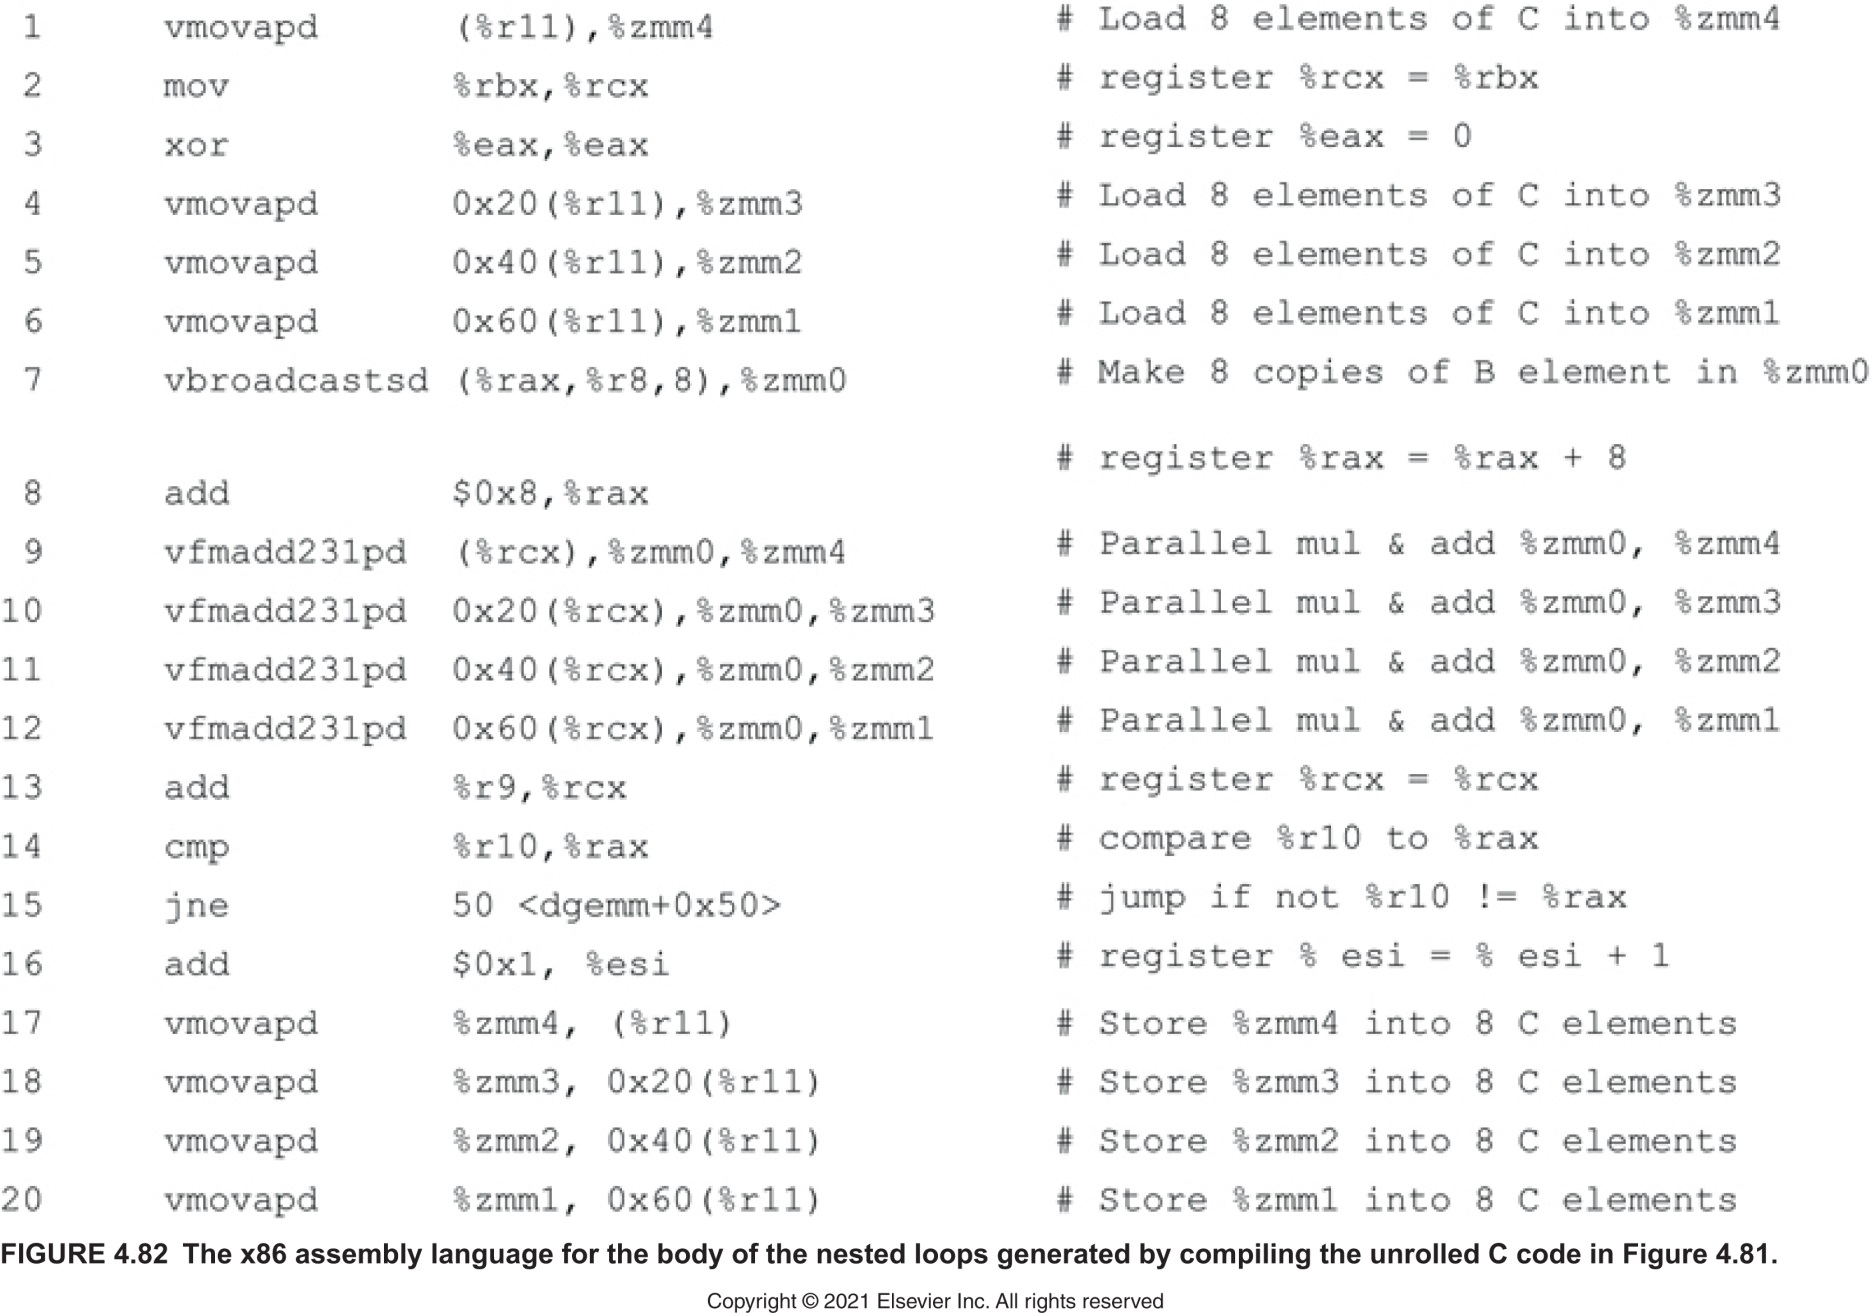 1 vmovapd (%r11),%zmm4 # Load 8 elements of C into %zmm4
2 mov %rbx,%rcx # register %rcx = %rbx
3 xor %eax,%eax # register %eax = 0
4 vmovapd 0x20(%r11),%zmm3 # Load 8 elements of C into %zmm3
5 vmovapd 0x40(%r11),%zmm2 # Load 8 elements of C into %zmm2
6 vmovapd 0x60(%r11),%zmm1 # Load 8 elements of C into %zmm1
7 vbroadcastsd (%rax,%r8,8),%zmm0 # Make 8 copies of B element in %zmm0
# register %rax = %rax + 8
8 add $0x8,%rax
9 vfmadd231pd (%rcx),%zmm0,%zmm4 # Parallel mul & add %zmm0, %zmm4
10 vfmadd231pd 0x20(%rcx),%zmm0,%zmm3 # Parallel mul & add %zmm0, %zmm3
11 vfmadd231pd 0x40(%rcx),%zmm0,%zmm2 # Parallel mul & add %zmm0, %zmm2
12 vfmadd231pd 0x60(%rcx),%zmm0,%zmm1 # Parallel mul & add %zmm0, %zmm1
13 add %r9,%rcx # register %rcx = %rcx
14 cmp %r10,%rax # compare %r10 to %rax
15 jne 50 <dgemm+0x50> # jump if not %r10 != %rax
16 add $0x1, %esi # register % esi = % esi + 1
17 vmovapd %zmm4, (%r11) # Store %zmm4 into 8 C elements
18 vmovapd %zmm3, 0x20(%r11) # Store %zmm3 into 8 C elements
19 vmovapd %zmm2, 0x40(%r11) # Store %zmm2 into 8 C elements
20 vmovapd %zmm1, 0x60(%r11) # Store %zmm1 into 8 C elements
FIGURE 4.82 The x86 assembly language for the body of the nested loops generated by compiling the unrolled C code in Figure 4.81.
Copyright © 2021 Elsevier Inc. All rights reserved